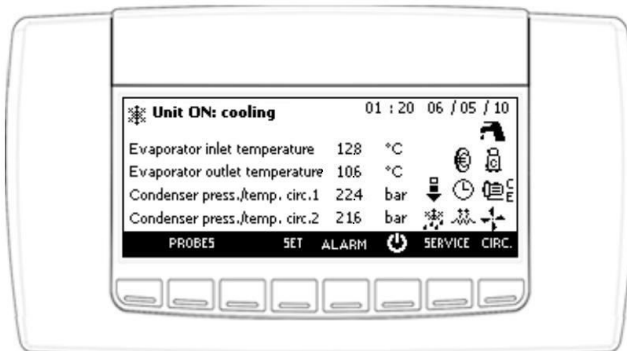 Unit ON: cooling 01 : 20 06 / 05 / 10
Evaporator inlet temperature 12.8 °C
Evaporator outlet temperature 10.6 °C
Condenser press./temp. circ.1 22.4 bar
Condenser press./temp. circ.2 21.6 bar
PROBES SET ALARM SERVICE CIRC.
€ C
C
E